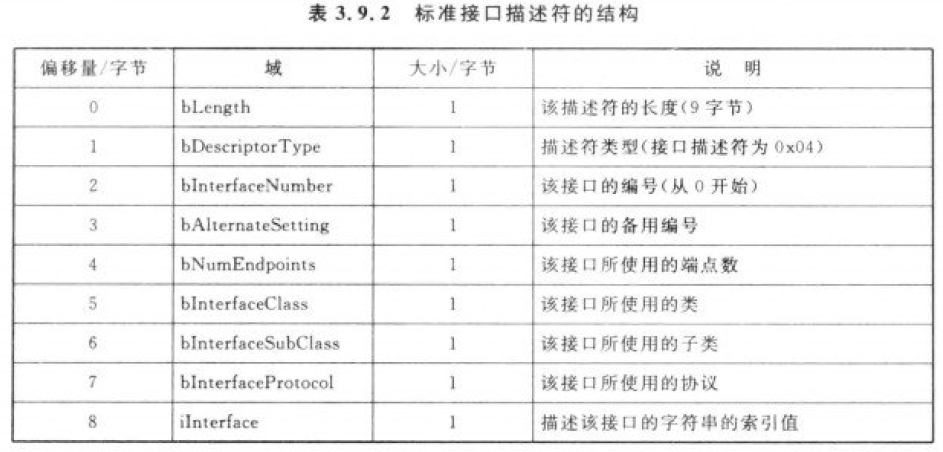 表 3.9.2 标准接口描述符的结构
偏移量/字节 域 大小/字节 说 明
0 bLength 1 该描述符的长度(9 字节)
1 bDescriptorType 1 描述符类型(接口描述符为 0x04)
2 bInterfaceNumber 1 该接口的编号(从 0 开始)
3 bAlternateSetting 1 该接口的备用编号
4 bNumEndpoints 1 该接口所使用的端点数
5 bInterfaceClass 1 该接口所使用的类
6 bInterfaceSubClass 1 该接口所使用的子类
7 bInterfaceProtocol 1 该接口所使用的协议
8 iInterface 1 描述该接口的字符串的索引值